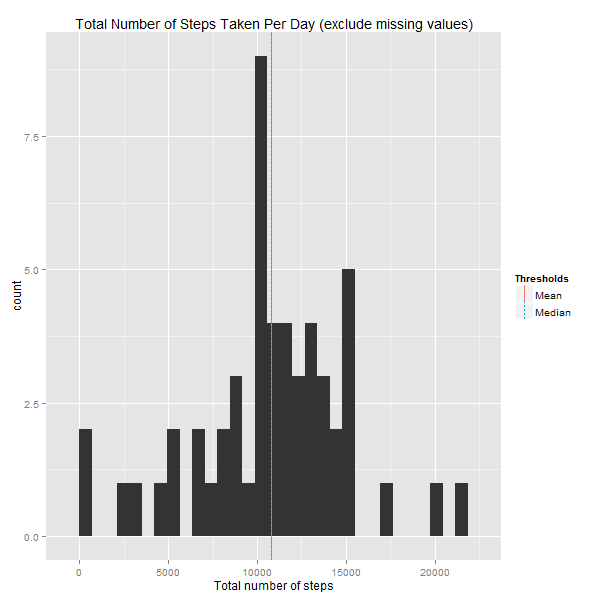 Total Number of Steps Taken Per Day (exclude missing values)
count
7.5
5.0
2.5
0.0
0
5000
10000
15000
20000
Total number of steps
Thresholds
Mean
Median